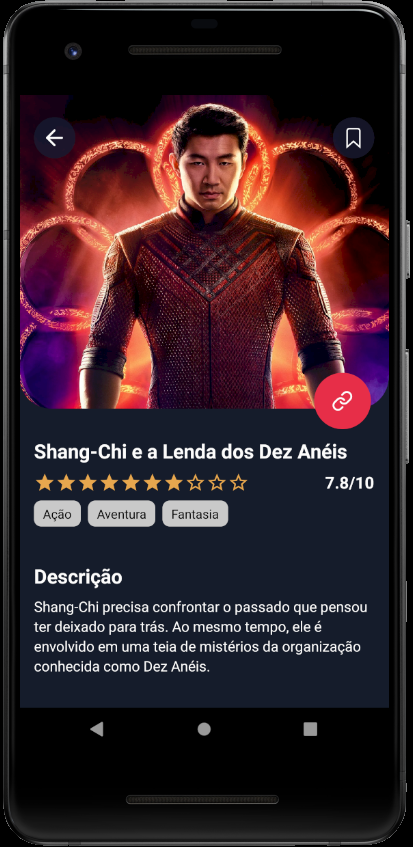 Shang-Chi e a Lenda dos Dez Anéis
7.8/10
Ação Aventura Fantasia
Descrição
Shang-Chi precisa confrontar o passado que pensou
ter deixado para trás. Ao mesmo tempo, ele é
envolvido em uma teia de mistérios da organização
conhecida como Dez Anéis.